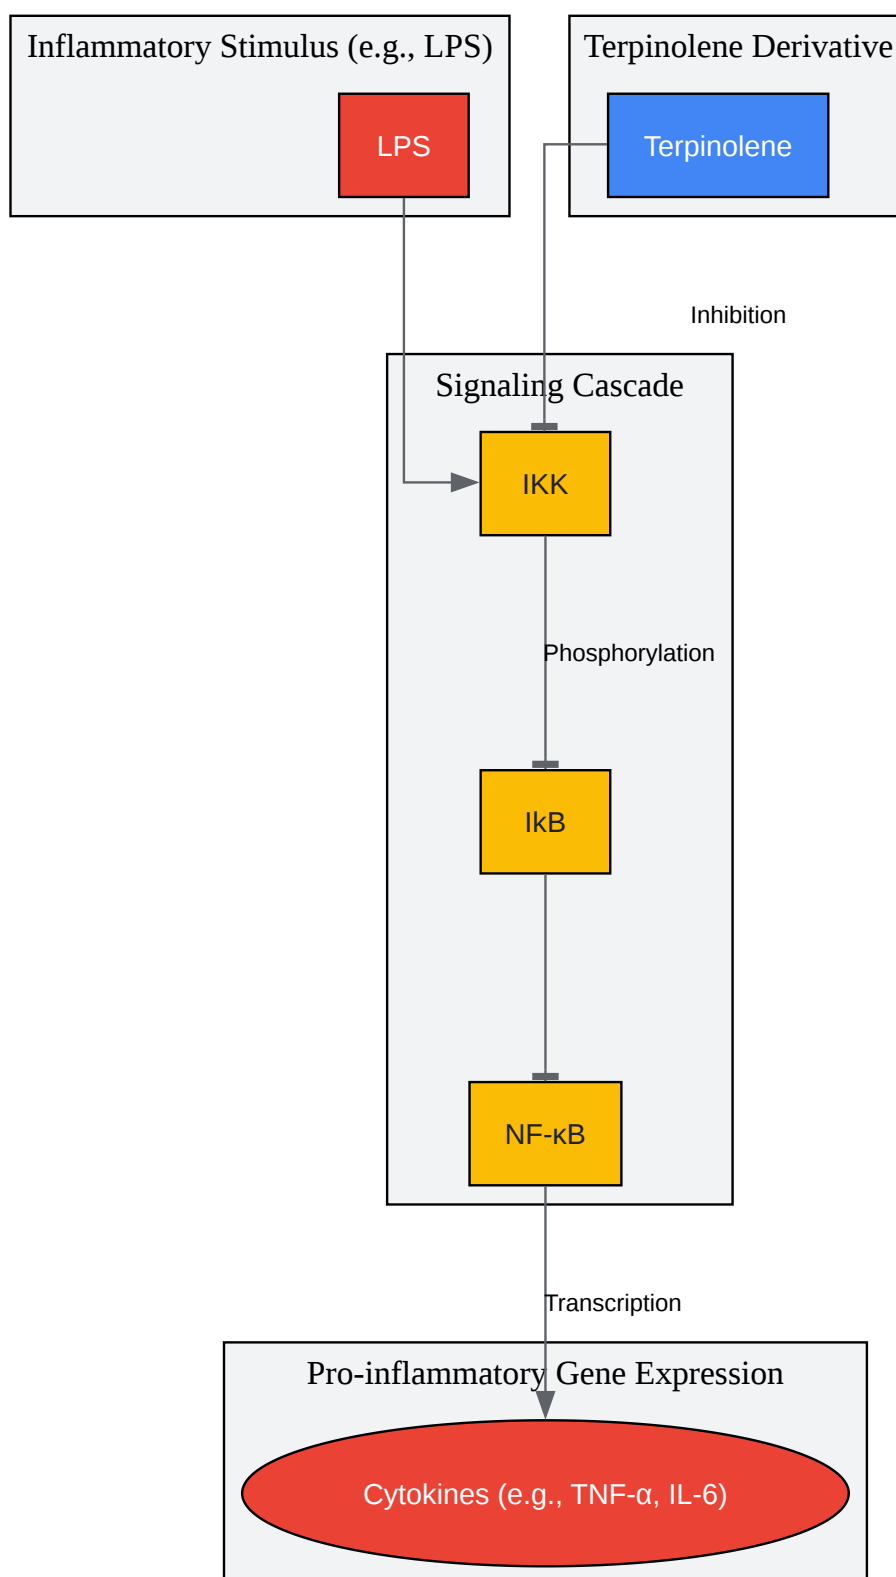 Inflammatory Stimulus (e.g., LPS)
Terpinolene Derivative
LPS
Terpinolene
Inhibition
Signaling Cascade
IKK
Phosphorylation
IkB
NF-κB
Transcription
Pro-inflammatory Gene Expression
Cytokines (e.g., TNF-α, IL-6)